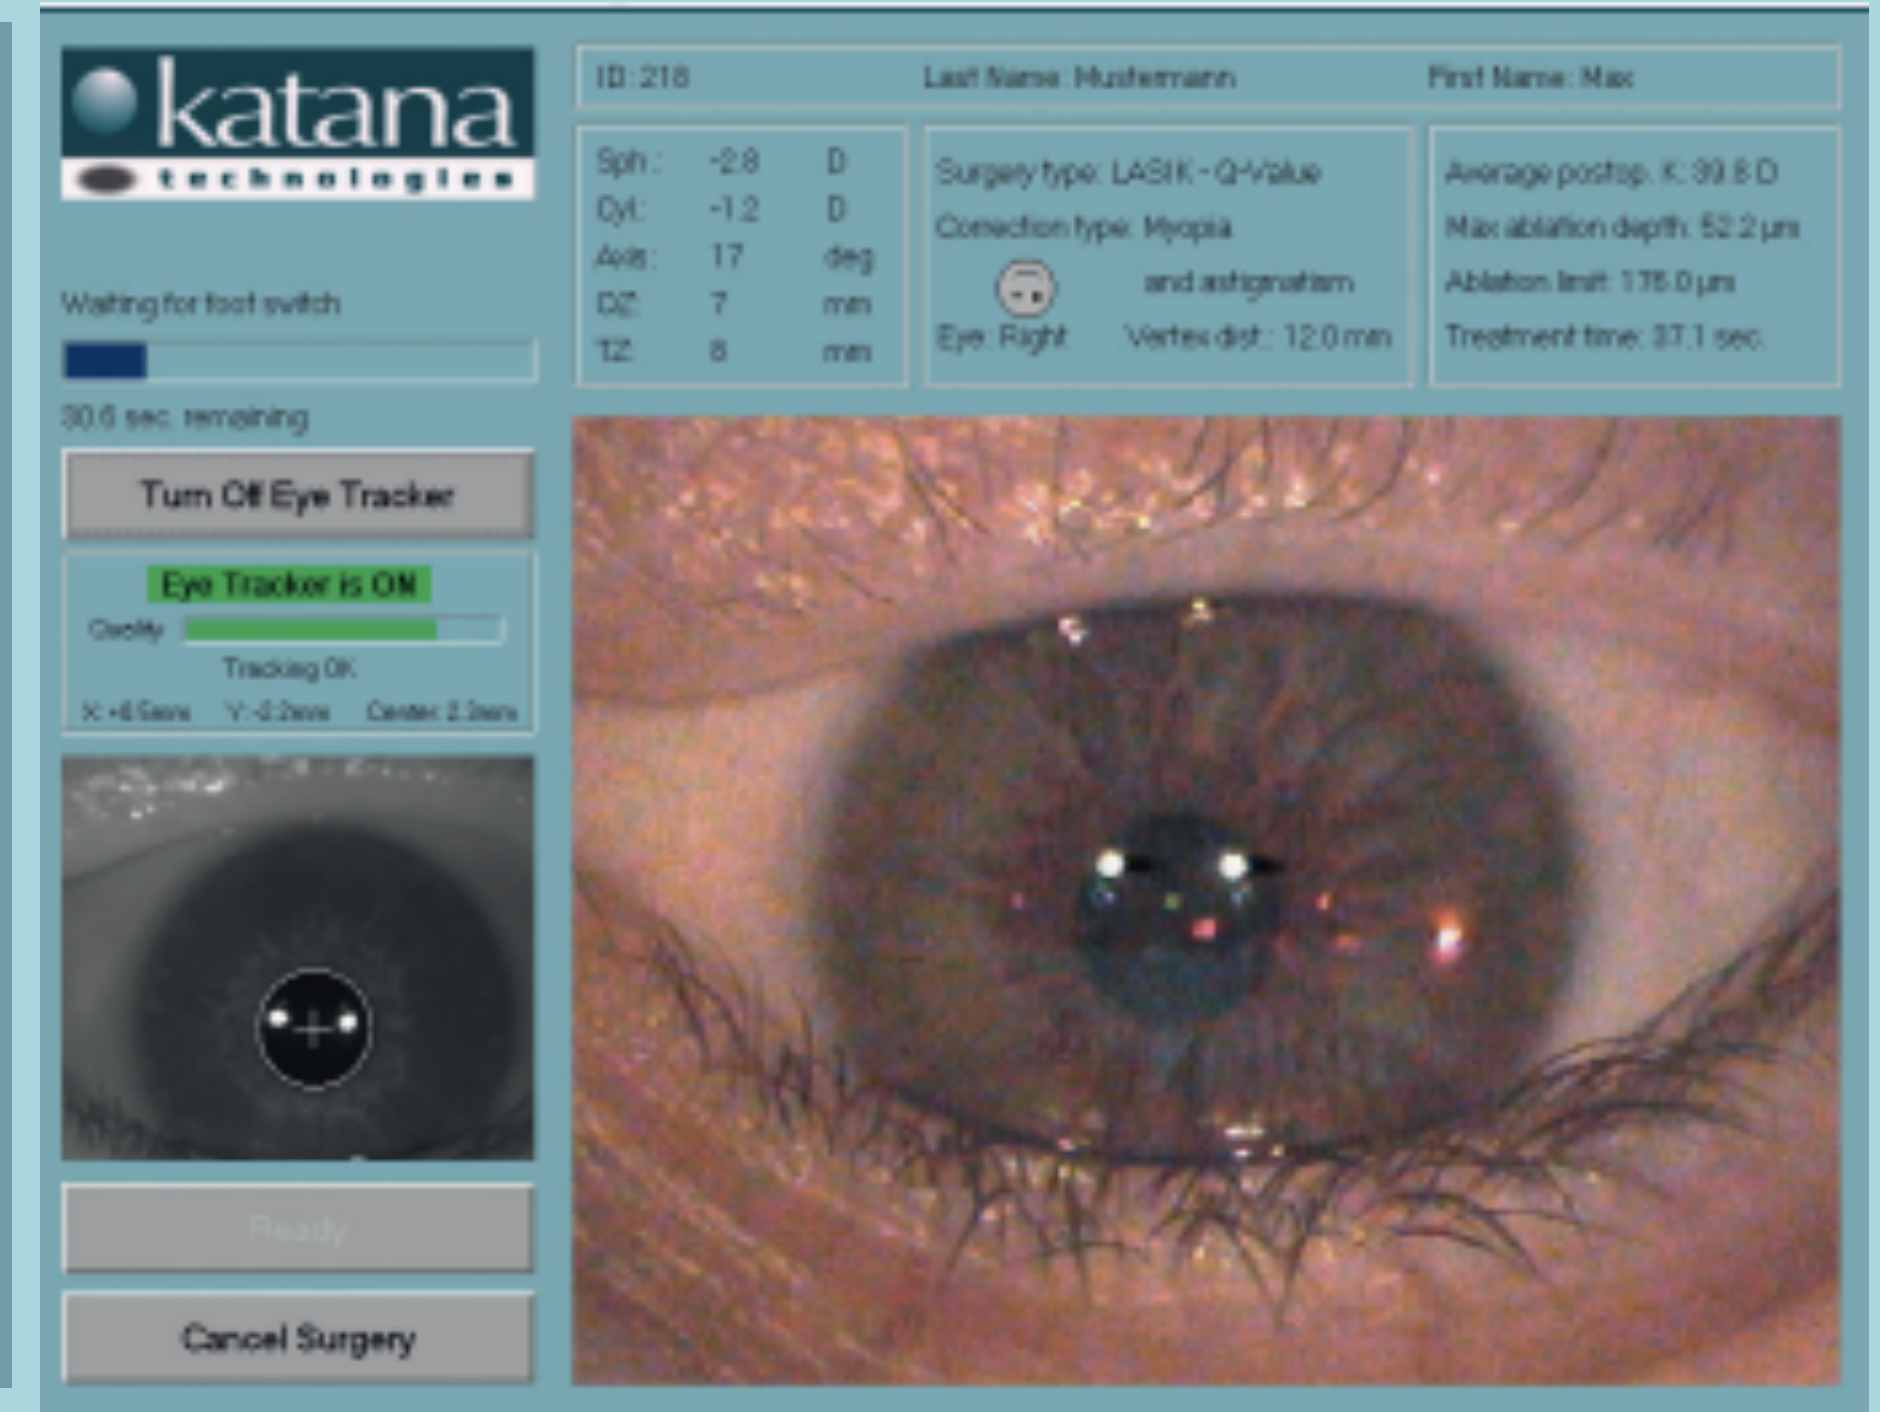 katana
technologies
ID: 218 Last Name: Mustermann First Name: Max
Sph.: -2.8 D
Cyl.: -1.2 D
Axis: 17 deg
OZ: 7 mm
TZ: 8 mm
Surgery type: LASIK - Q-Value
Correction type: Myopia
and astigmatism
Eye: Right Vertex dist.: 12.0 mm
Average postop. K: 39.8 D
Max ablation depth: 52.2 µm
Ablation limit: 175.0 µm
Treatment time: 37.1 sec.
Waiting for foot switch
30.6 sec. remaining
Turn Off Eye Tracker
Eye Tracker is ON
Quality
Tracking OK
X: Y: -2.2mm Center: 2.3mm
Ready
Cancel Surgery